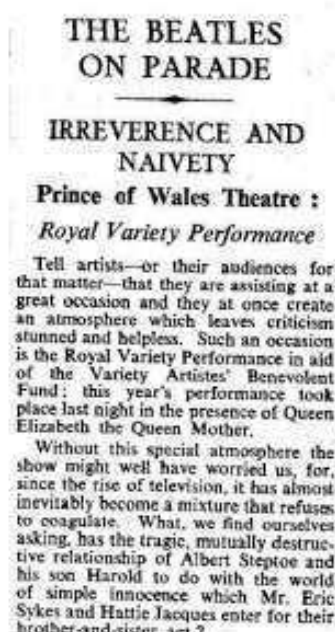 THE BEATLES
ON PARADE
IRREVERENCE AND
NAIVETY
Prince of Wales Theatre :
Royal Variety Performance
Tell artists—or their audiences for
that matter—that they are assisting at a
great occasion and they at once create
an atmosphere which leaves criticism
stunned and helpless. Such an occasion
is the Royal Variety Performance in aid
of the Variety Artistes' Benevolent
Fund; this year's performance took
place last night in the presence of Queen
Elizabeth the Queen Mother.
Without this special atmosphere the
show might well have worried us, for,
since the rise of television, it has almost
inevitably become a mixture that refuses
to coagulate. What, we find ourselves
asking, has the tragic, mutually destruc-
tive relationship of Albert Steptoe and
his son Harold to do with the world
of simple innocence which Mr. Eric
Sykes and Hattie Jacques enter for their
brother-and-sister act?